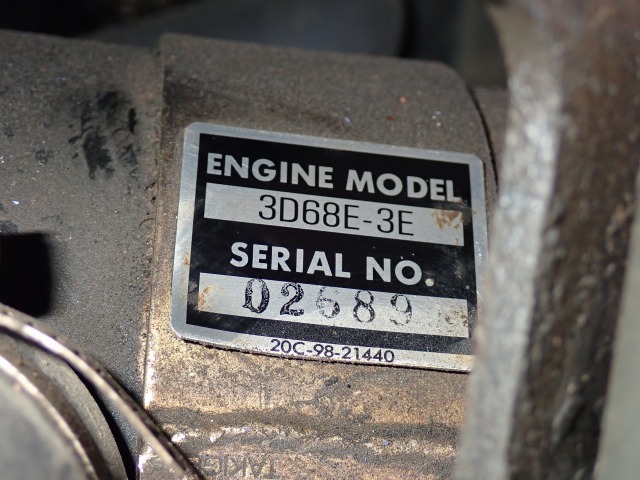 ENGINE MODEL
3D68E-3E
SERIAL NO.
02689
20C-98-21440